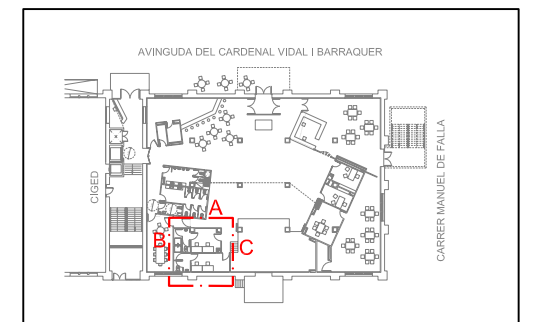 AVINGUDA DEL CARDENAL VIDAL I BARRAQUER
CIGED
CARRER MANUEL DE FALLA
A
B
C